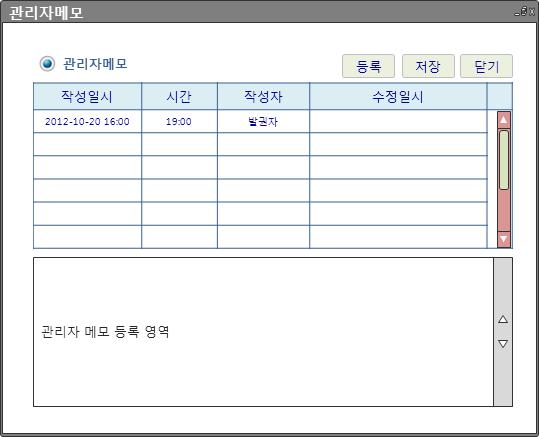 관리자메모
관리자메모
등록 저장 닫기
작성일시 시간 작성자 수정일시
2012-10-20 16:00 19:00 발권자
관리자 메모 등록 영역